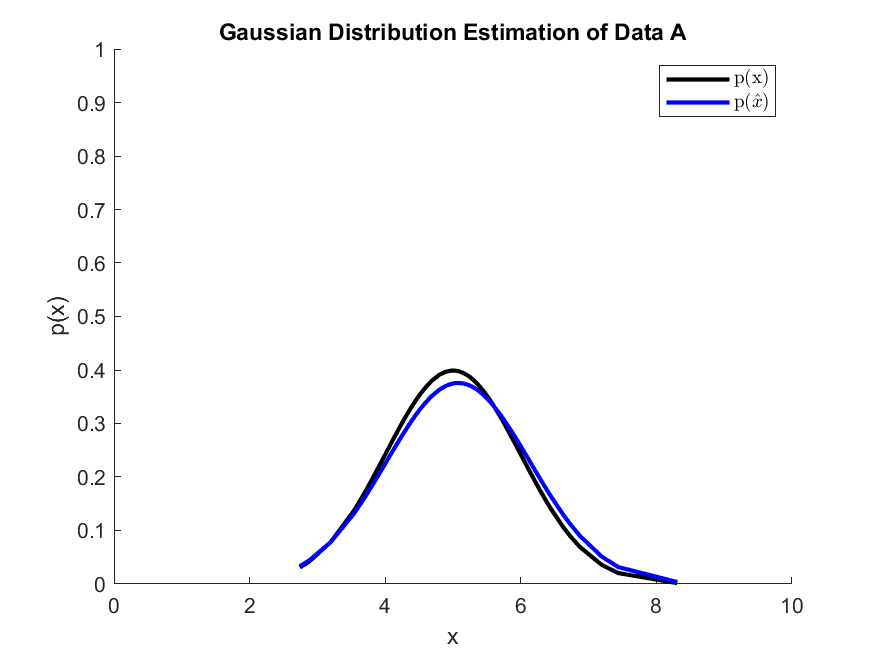 Gaussian Distribution Estimation of Data A
p(x)
p(x̂)
1
0.9
0.8
0.7
0.6
0.5
0.4
0.3
0.2
0.1
0
p(x)
0 2 4 6 8 10
x